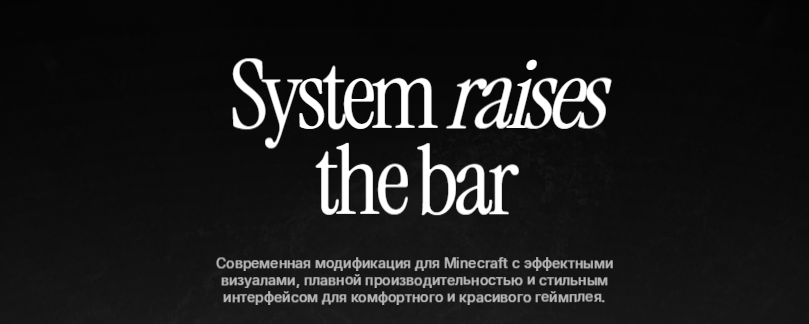 System raises
the bar
Современная модификация для Minecraft с эффектными
визуалами, плавной производительностью и стильным
интерфейсом для комфортного и красивого геймплея.